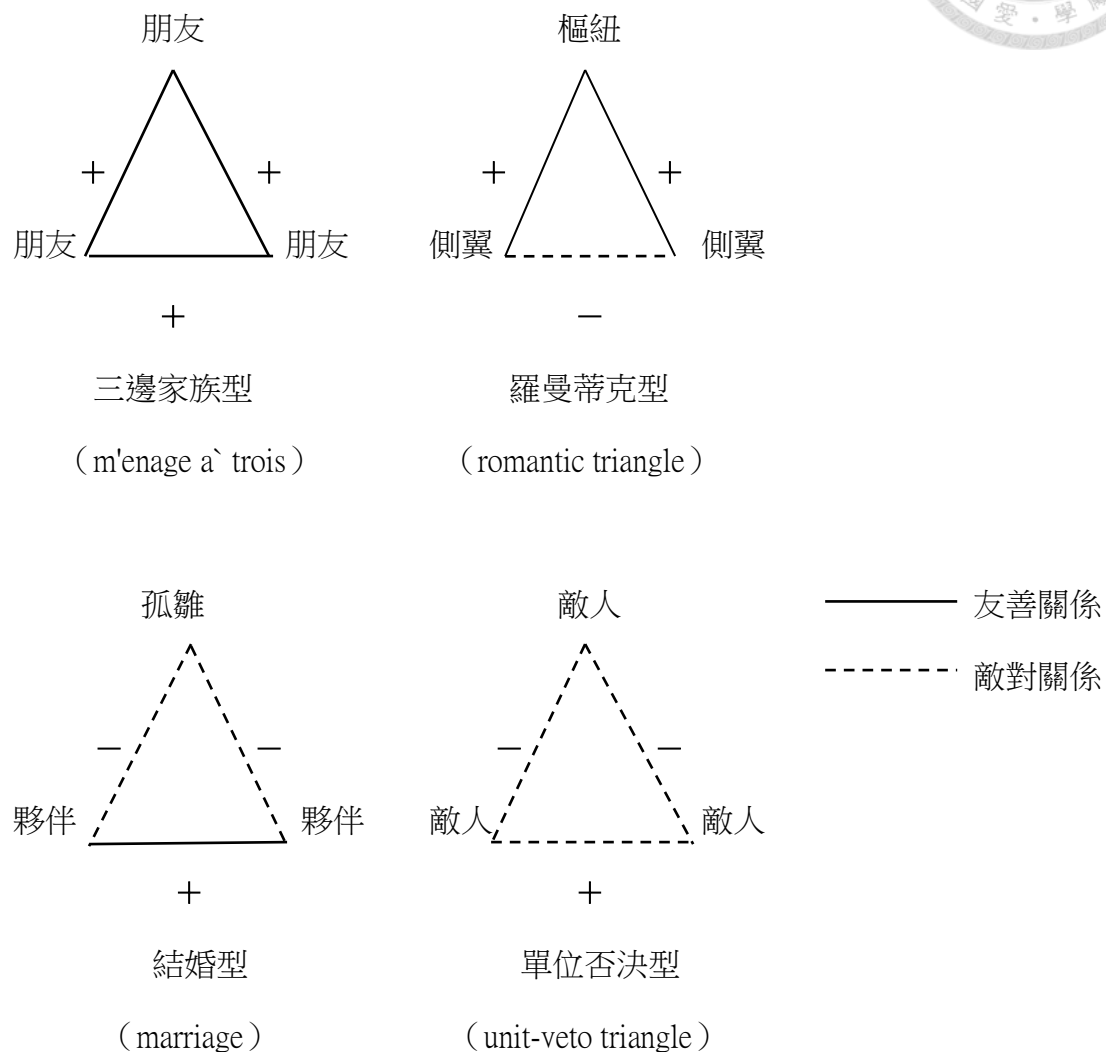 朋友
樞紐
＋ ＋ ＋ ＋
朋友 朋友 側翼 側翼
＋ －
三邊家族型 羅曼蒂克型
（m'enage a` trois） （romantic triangle）
孤雛 敵人
友善關係
敵對關係
－ － － －
夥伴 夥伴 敵人 敵人
＋ ＋
結婚型 單位否決型
（marriage） （unit-veto triangle）
愛・學